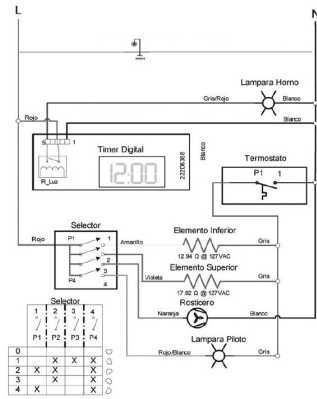 L
N
Lampara Horno
Gris/Rojo
Blanco
Rojo
Blanco
5
1
Timer Digital
12:00
R_Luz
Blanco
Termostato
P1 1
Selector
Rojo
P1
1
2
3
P4
4
Amarillo
Elemento Inferior
Gris
12.94 Ω @ 127VAC
Elemento Superior
Violeta
Gris
17.82 Ω @ 127VAC
Rosticero
Naranja
Blanco
Lampara Piloto
Rojo/Blanco
Gris
Selector
1 2 3 4
P1 P2 P3 P4
0
1 X X X
2 X X X
3 X X
4 X